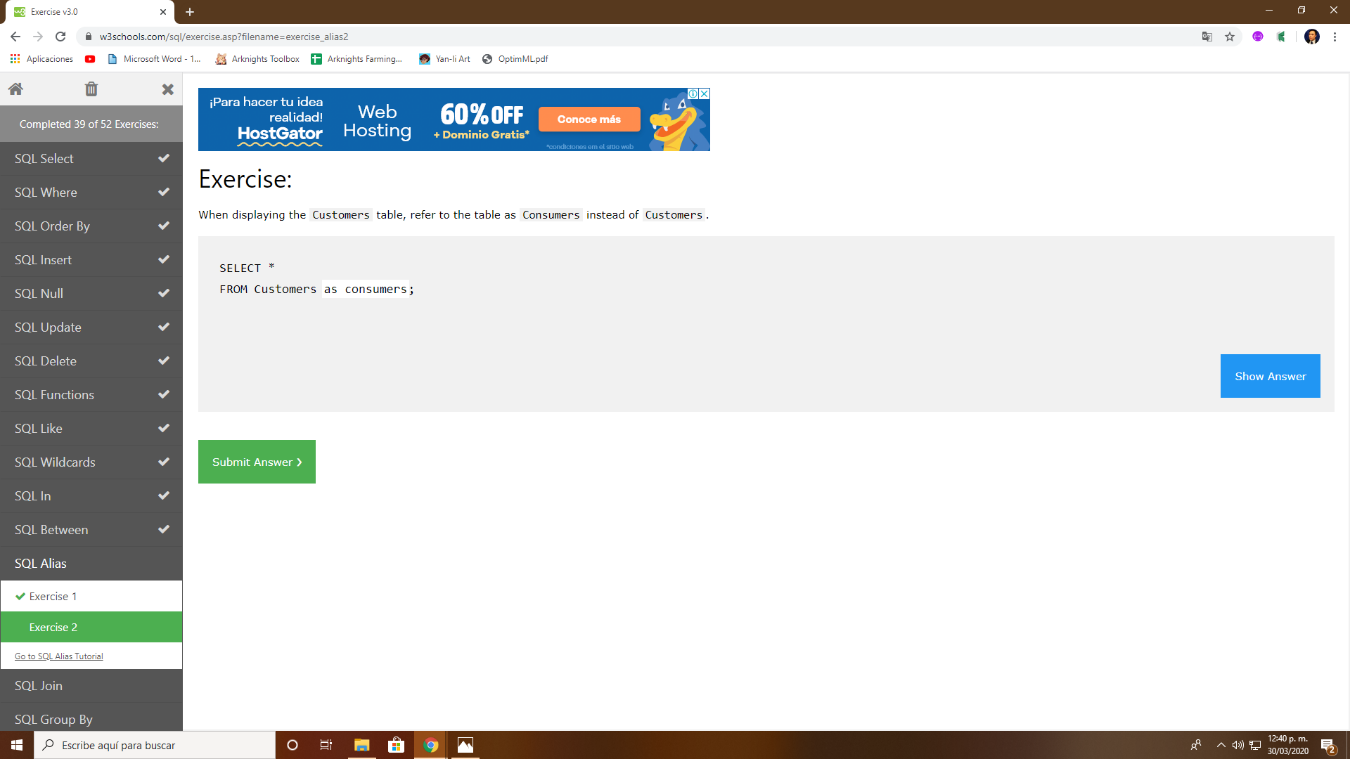 Exercise v3.0
w3schools.com/sql/exercise.asp?filename=exercise_alias2
Aplicaciones
Microsoft Word - 1...
Arknights Toolbox
Arknights Farming...
Yan-li Art
OptimML.pdf
Completed 39 of 52 Exercises:
SQL Select
SQL Where
SQL Order By
SQL Insert
SQL Null
SQL Update
SQL Delete
SQL Functions
SQL Like
SQL Wildcards
SQL In
SQL Between
SQL Alias
Exercise 1
Exercise 2
Go to SQL Alias Tutorial
SQL Join
SQL Group By
¡Para hacer tu idea
realidad!
HostGator
Web
Hosting
60% OFF
+ Dominio Gratis*
Conoce más
*condiciones em el sitio web
Exercise:
When displaying the Customers table, refer to the table as Consumers instead of Customers.
SELECT *
FROM Customers as consumers;
Show Answer
Submit Answer ❯
Escribe aquí para buscar
12:40 p. m.
30/03/2020
2